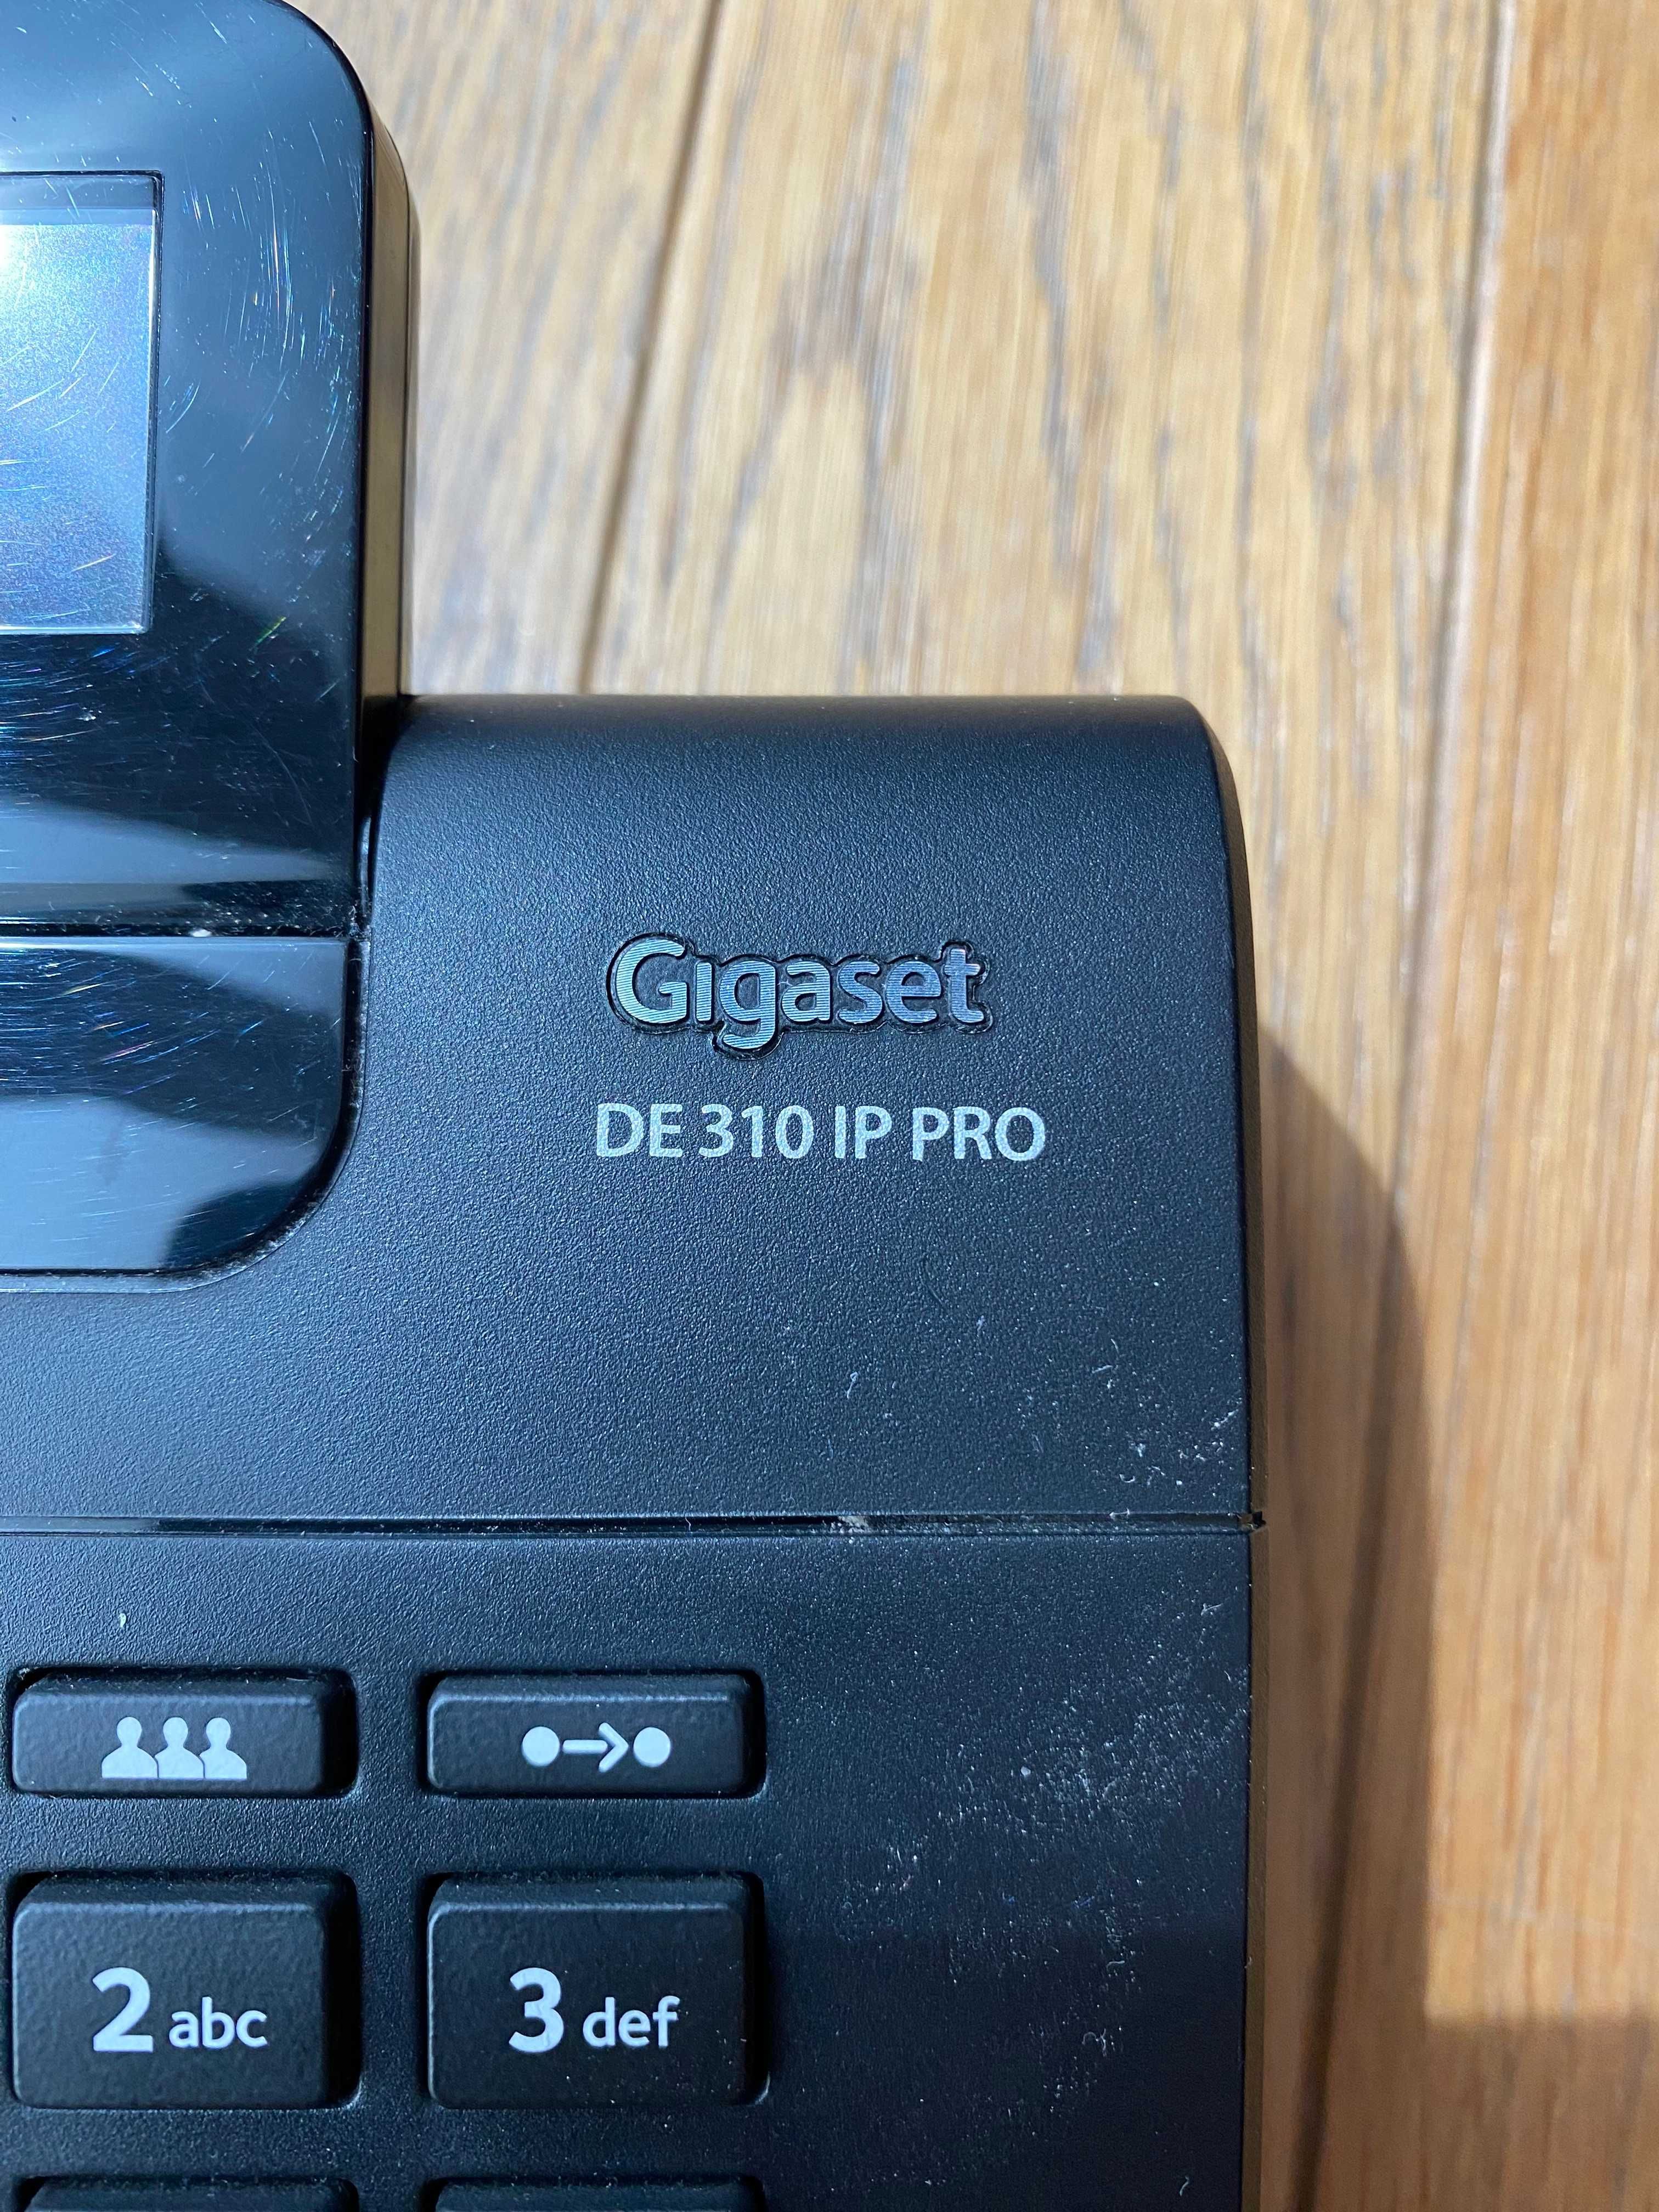 Gigaset
DE 310 IP PRO
2 abc
3 def